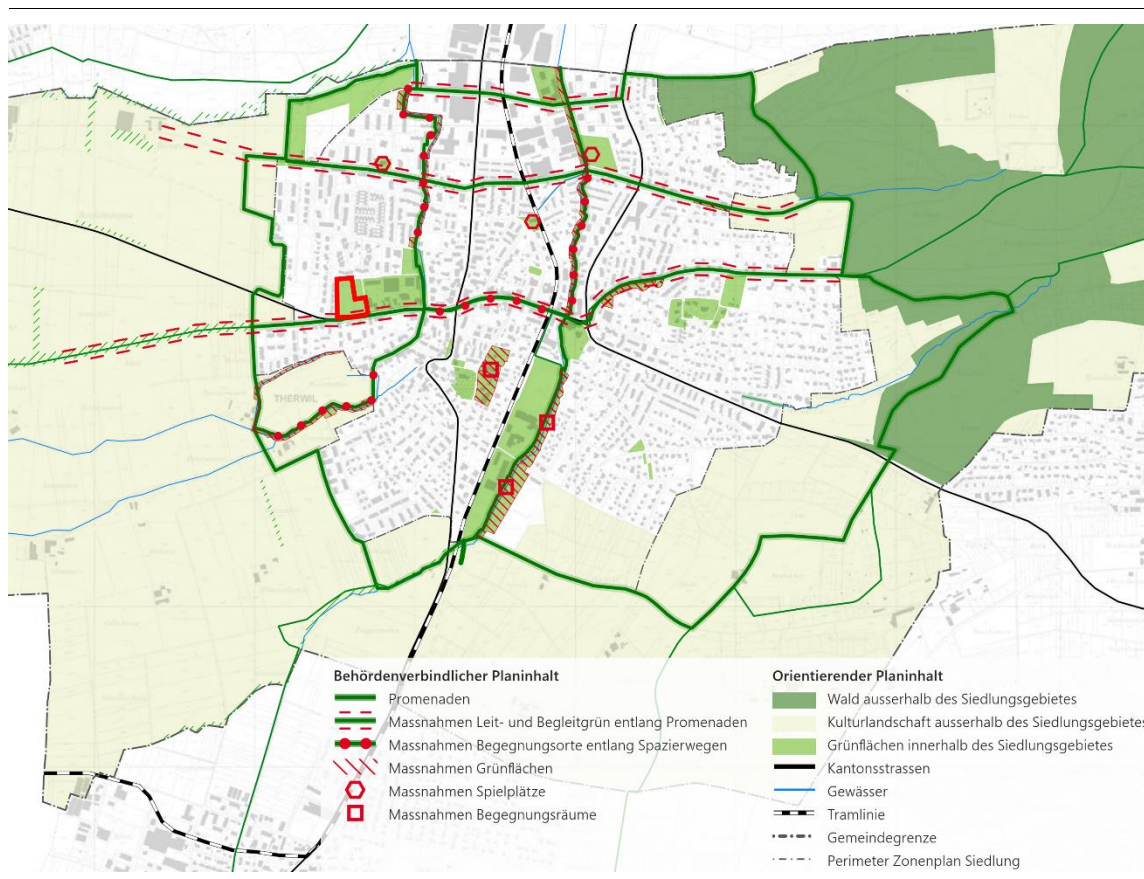 THERWIL
Behördenverbindlicher Planinhalt
Promenaden
Massnahmen Leit- und Begleitgrün entlang Promenaden
Massnahmen Begegnungsorte entlang Spazierwegen
Massnahmen Grünflächen
Massnahmen Spielplätze
Massnahmen Begegnungsräume
Orientierender Planinhalt
Wald ausserhalb des Siedlungsgebietes
Kulturlandschaft ausserhalb des Siedlungsgebietes
Grünflächen innerhalb des Siedlungsgebietes
Kantonsstrassen
Gewässer
Tramlinie
Gemeindegrenze
Perimeter Zonenplan Siedlung